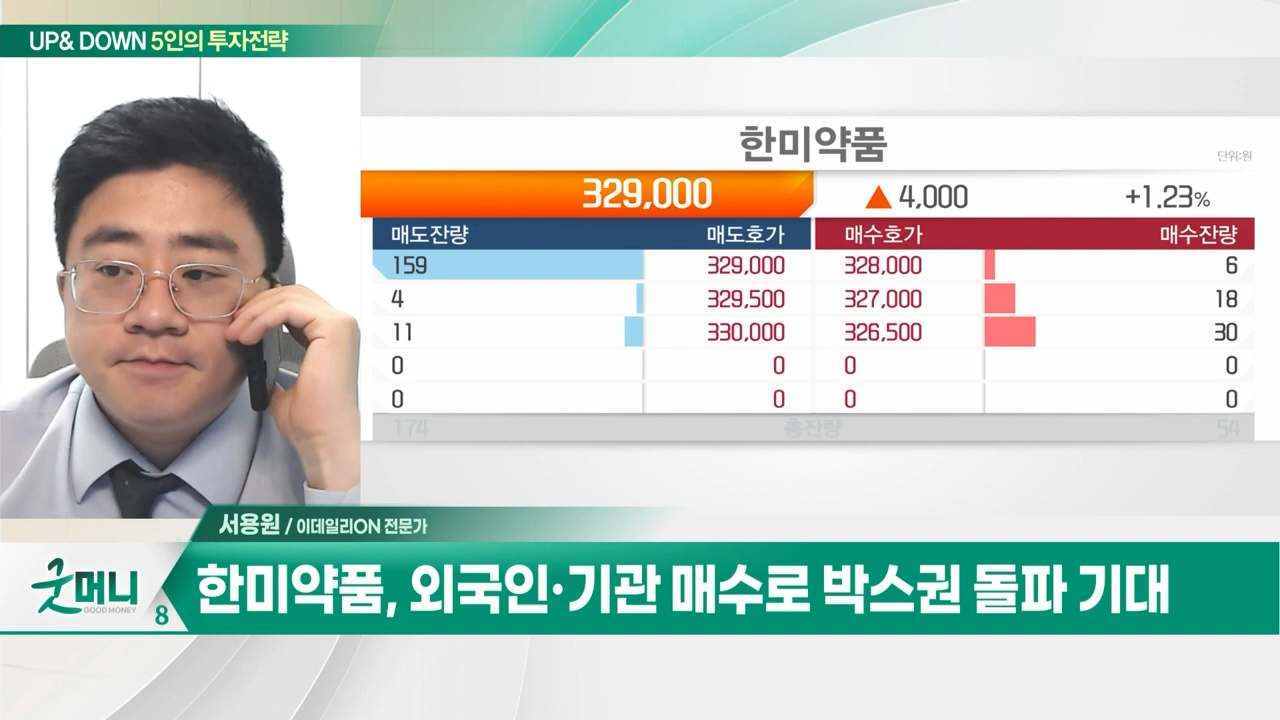 UP& DOWN 5인의 투자전략
한미약품
단위:원
329,000 ▲ 4,000 +1.23%
매도잔량 매도호가 매수호가 매수잔량
159 329,000 328,000 6
4 329,500 327,000 18
11 330,000 326,500 30
0 0 0 0
0 0 0 0
174 총잔량 54
서용원 / 이데일리ON 전문가
굿머니
GOOD MONEY
8
한미약품, 외국인·기관 매수로 박스권 돌파 기대